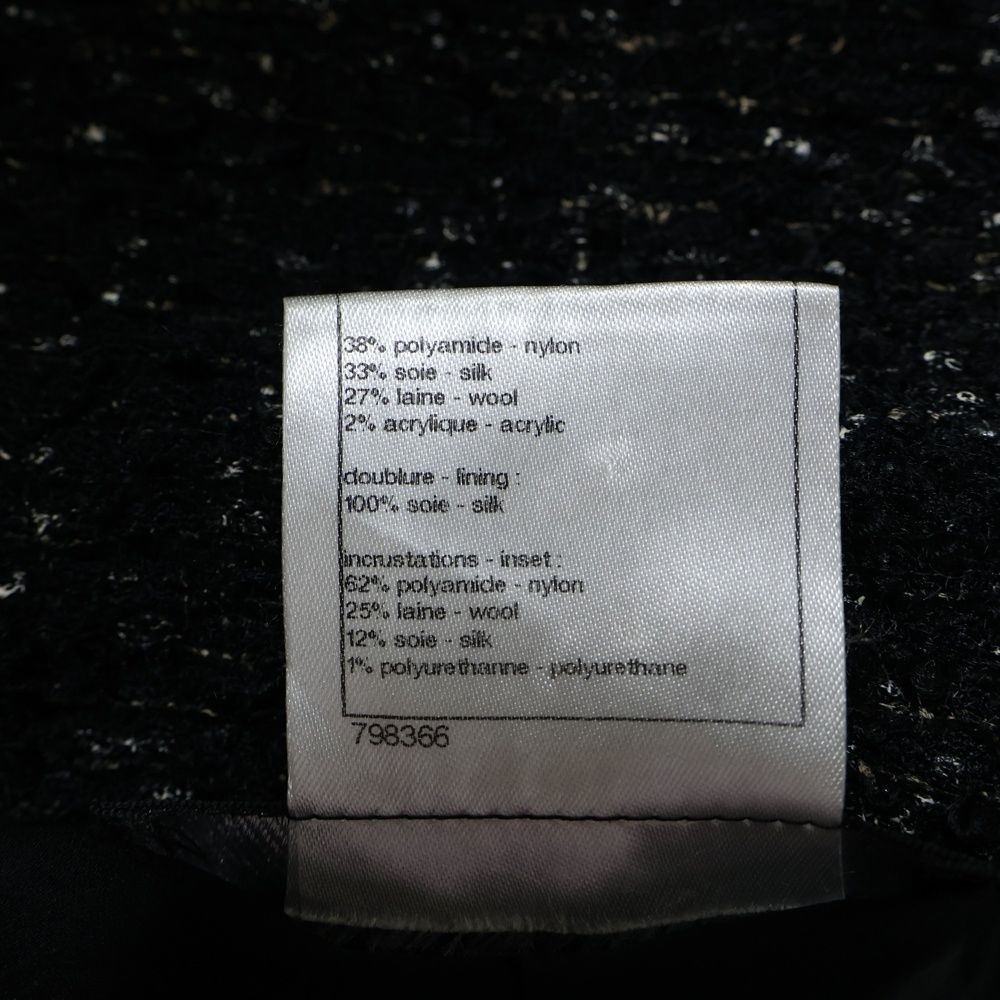 38% polyamide - nylon
33% soie - silk
27% laine - wool
2% acrylique - acrylic
doublure - lining :
100% soie - silk
incrustations - inset :
62% polyamide - nylon
25% laine - wool
12% soie - silk
1% polyurethanne - polyurethane
798366